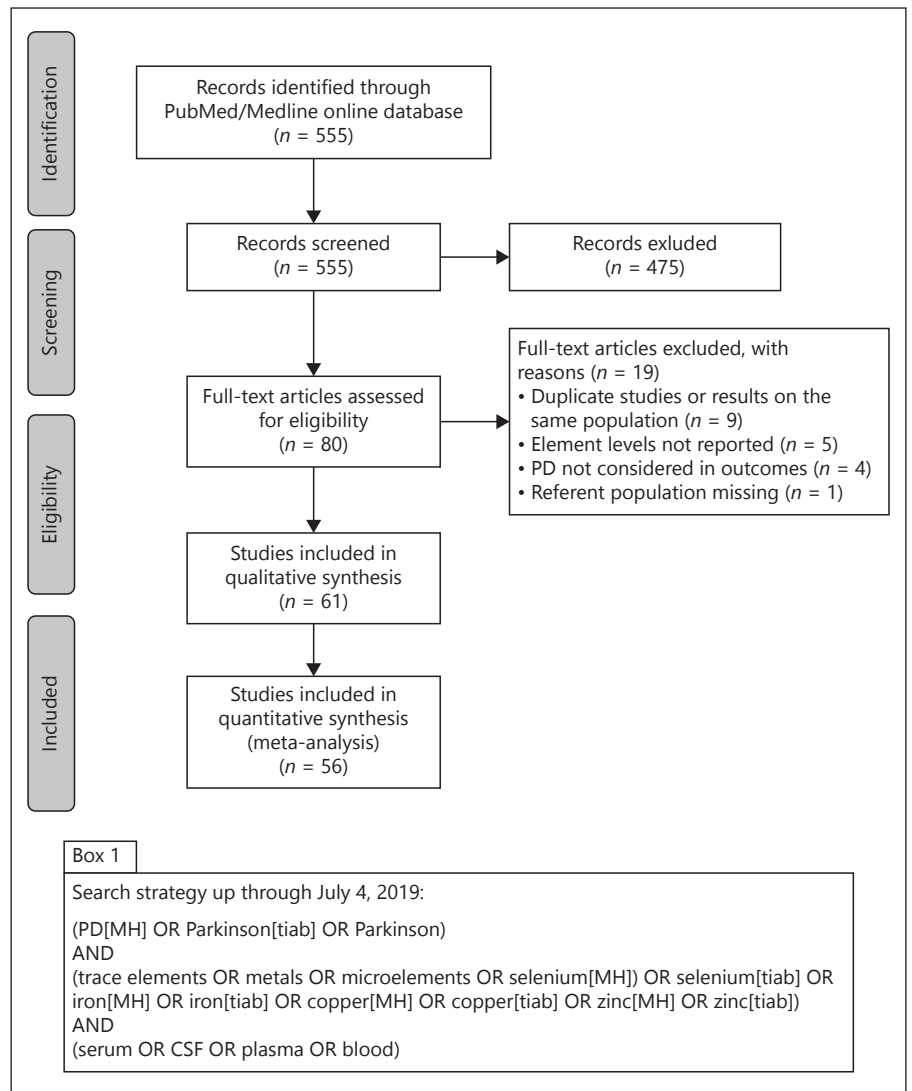 Identification
Records identified through
PubMed/Medline online database
(n = 555)
Screening
Records screened
(n = 555)
Records exluded
(n = 475)
Full-text articles assessed
for eligibility
(n = 80)
Full-text articles excluded, with
reasons (n = 19)
• Duplicate studies or results on the
same population (n = 9)
• Element levels not reported (n = 5)
• PD not considered in outcomes (n = 4)
• Referent population missing (n = 1)
Eligibility
Studies included in
qualitative synthesis
(n = 61)
Included
Studies included in
quantitative synthesis
(meta-analysis)
(n = 56)
Box 1
Search strategy up through July 4, 2019:
(PD[MH] OR Parkinson[tiab] OR Parkinson)
AND
(trace elements OR metals OR microelements OR selenium[MH]) OR selenium[tiab] OR
iron[MH] OR iron[tiab] OR copper[MH] OR copper[tiab] OR zinc[MH] OR zinc[tiab])
AND
(serum OR CSF OR plasma OR blood)